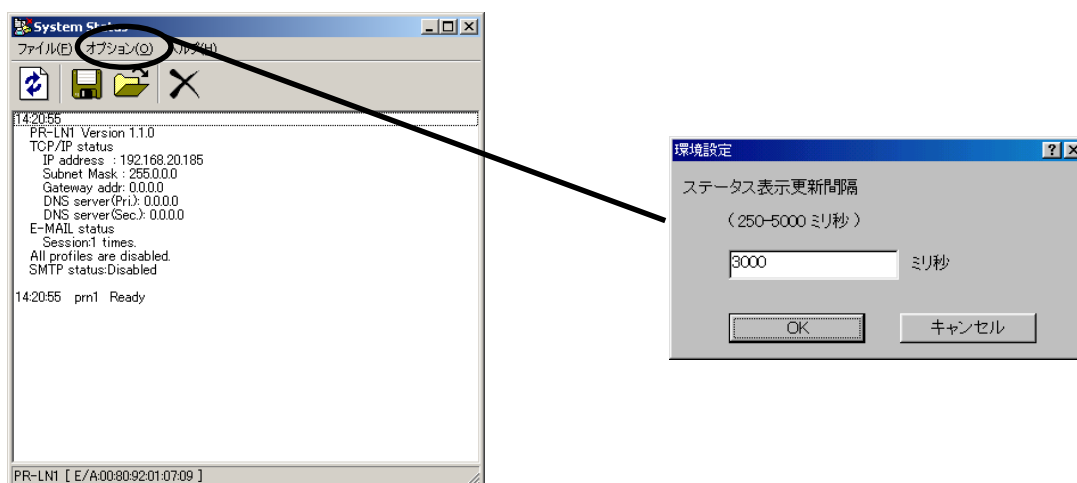 System Status
ファイル(F) オプション(O) ヘルプ(H)
14:20:55
PR-LN1 Version 1.1.0
TCP/IP status
IP address : 192.168.20.185
Subnet Mask : 255.0.0.0
Gateway addr: 0.0.0.0
DNS server(Pri.): 0.0.0.0
DNS server(Sec.): 0.0.0.0
E-MAIL status
Session:1 times.
All profiles are disabled.
SMTP status:Disabled
14:20:55 prn1 Ready
PR-LN1 [ E/A:00:80:92:01:07:09 ]
環境設定
ステータス表示更新間隔
(250-5000 ミリ秒)
3000 ミリ秒
OK キャンセル